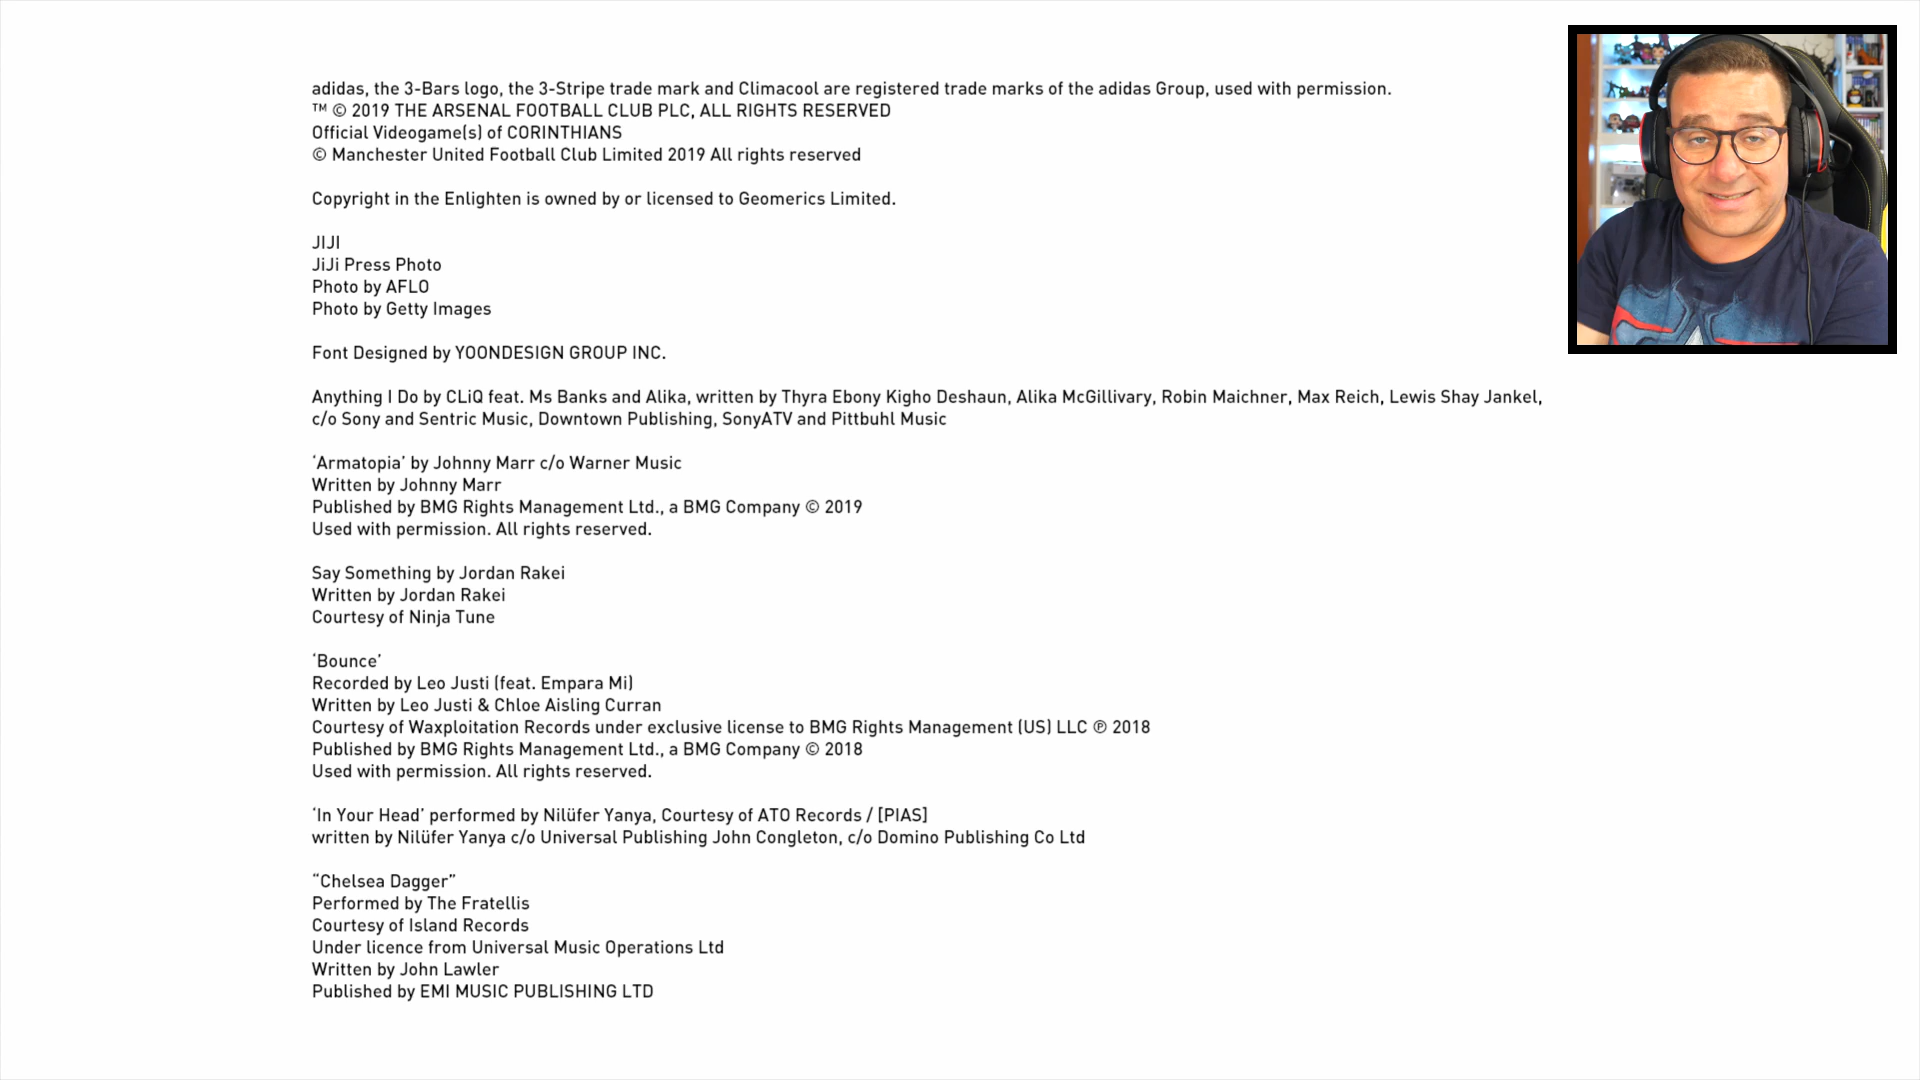 adidas, the 3-Bars logo, the 3-Stripe trade mark and Climacool are registered trade marks of the adidas Group, used with permission.
™ © 2019 THE ARSENAL FOOTBALL CLUB PLC, ALL RIGHTS RESERVED
Official Videogame(s) of CORINTHIANS
© Manchester United Football Club Limited 2019 All rights reserved
Copyright in the Enlighten is owned by or licensed to Geomerics Limited.
JIJI
JiJi Press Photo
Photo by AFLO
Photo by Getty Images
Font Designed by YOONDESIGN GROUP INC.
Anything I Do by CLiQ feat. Ms Banks and Alika, written by Thyra Ebony Kigho Deshaun, Alika McGillivary, Robin Maichner, Max Reich, Lewis Shay Jankel,
c/o Sony and Sentric Music, Downtown Publishing, SonyATV and Pittbuhl Music
‘Armatopia’ by Johnny Marr c/o Warner Music
Written by Johnny Marr
Published by BMG Rights Management Ltd., a BMG Company © 2019
Used with permission. All rights reserved.
Say Something by Jordan Rakei
Written by Jordan Rakei
Courtesy of Ninja Tune
‘Bounce’
Recorded by Leo Justi (feat. Empara Mi)
Written by Leo Justi & Chloe Aisling Curran
Courtesy of Waxploitation Records under exclusive license to BMG Rights Management (US) LLC ℗ 2018
Published by BMG Rights Management Ltd., a BMG Company © 2018
Used with permission. All rights reserved.
‘In Your Head’ performed by Nilüfer Yanya, Courtesy of ATO Records / [PIAS]
written by Nilüfer Yanya c/o Universal Publishing John Congleton, c/o Domino Publishing Co Ltd
“Chelsea Dagger”
Performed by The Fratellis
Courtesy of Island Records
Under licence from Universal Music Operations Ltd
Written by John Lawler
Published by EMI MUSIC PUBLISHING LTD